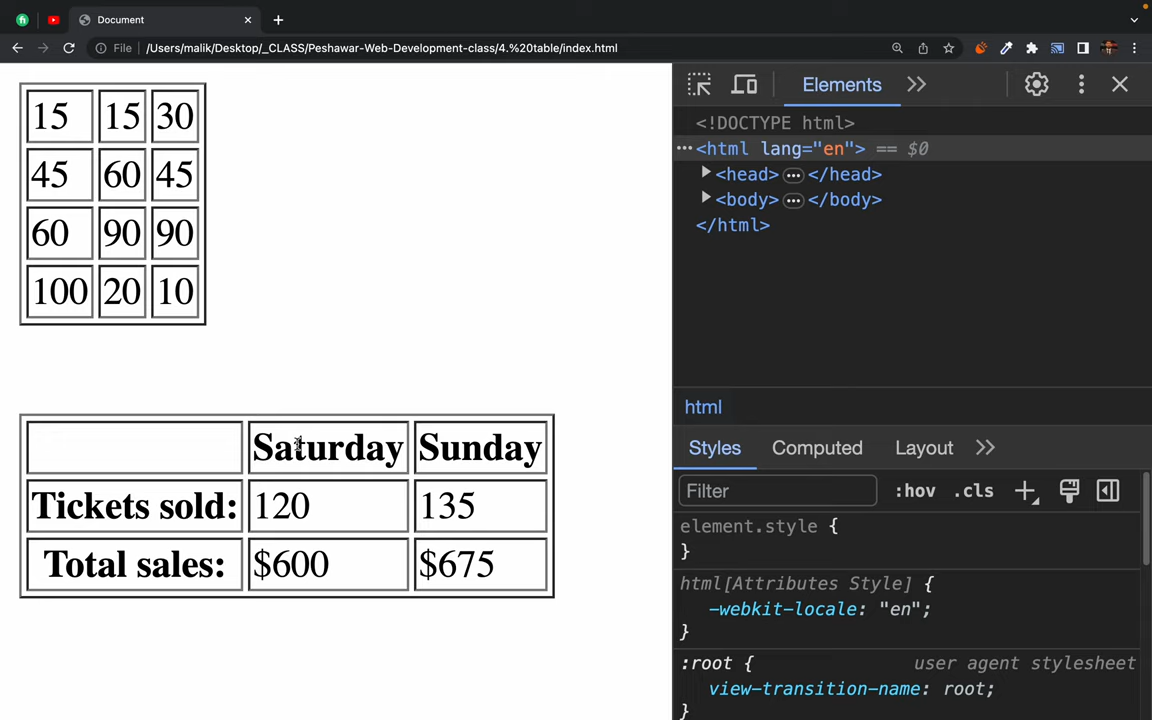 Document
File /Users/malik/Desktop/_CLASS/Peshawar-Web-Development-class/4.%20table/index.html
15 15 30
45 60 45
60 90 90
100 20 10
Saturday Sunday
Tickets sold: 120 135
Total sales: $600 $675
Elements
<!DOCTYPE html>
<html lang="en"> == $0
<head> … </head>
<body> … </body>
</html>
html
Styles Computed Layout
Filter :hov .cls
element.style {
}
html[Attributes Style] {
-webkit-locale: "en";
}
:root { user agent stylesheet
view-transition-name: root;
}